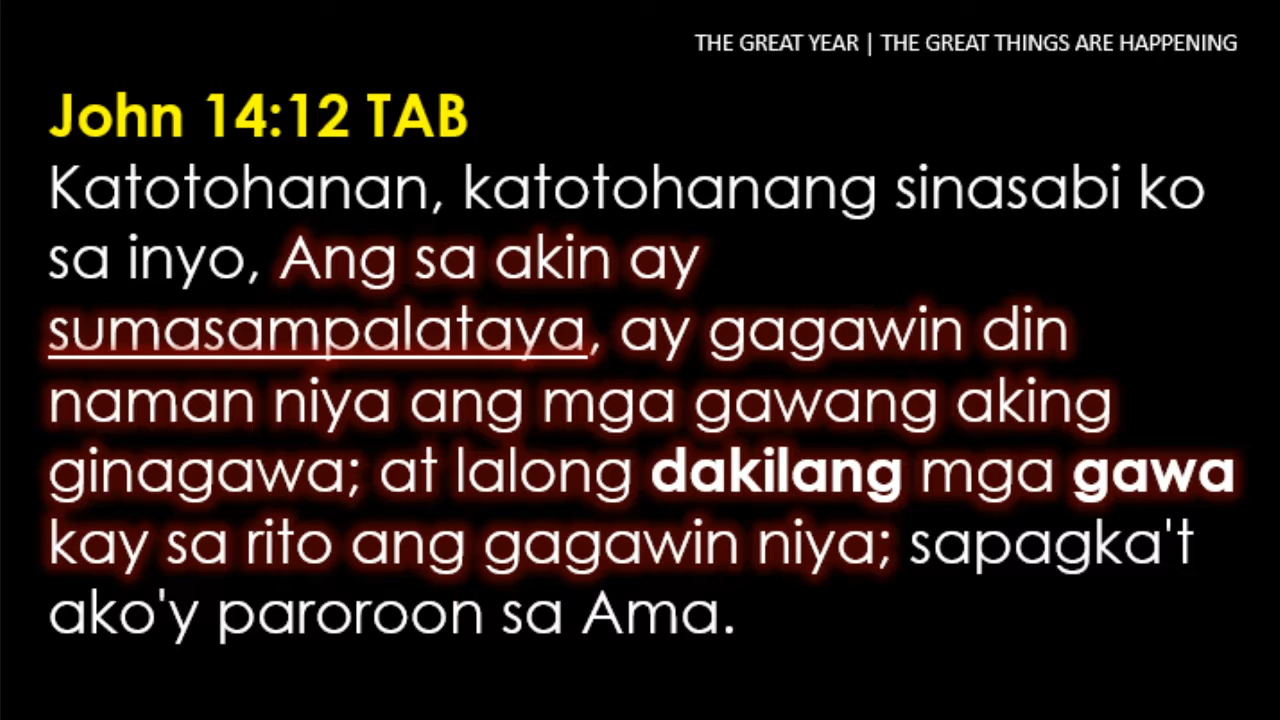 THE GREAT YEAR | THE GREAT THINGS ARE HAPPENING
John 14:12 TAB
Katotohanan, katotohanang sinasabi ko
sa inyo, Ang sa akin ay
sumasampalataya, ay gagawin din
naman niya ang mga gawang aking
ginagawa; at lalong dakilang mga gawa
kay sa rito ang gagawin niya; sapagka't
ako'y paroroon sa Ama.